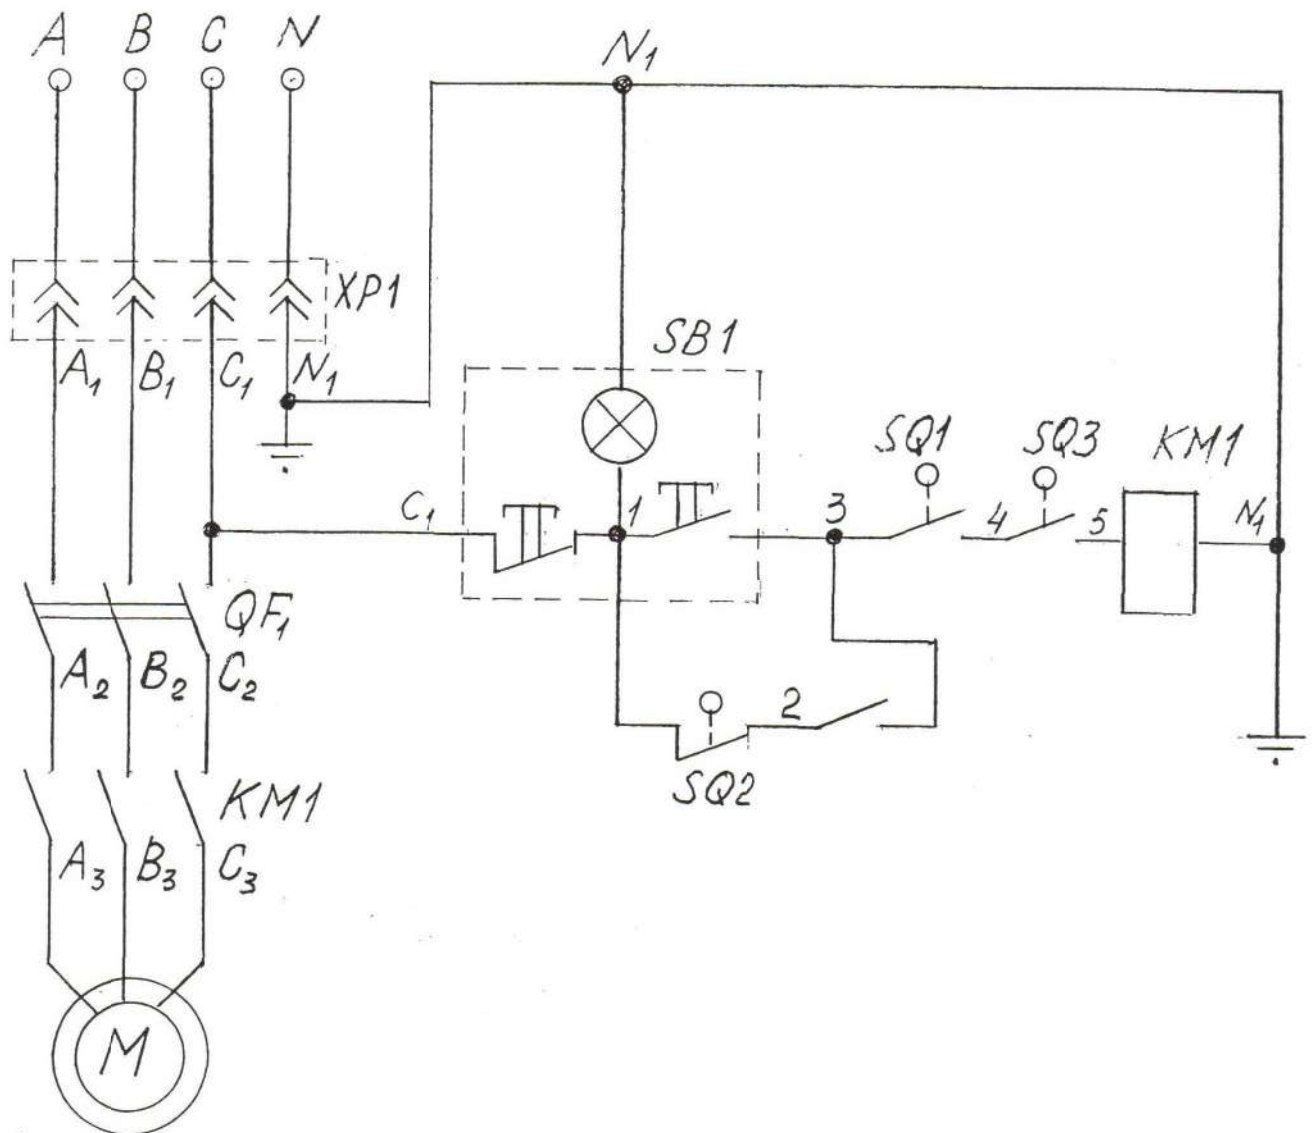 A B C N
N₁
XP1
A₁ B₁ C₁ N₁
SB1
SQ1 SQ3 KM1
C₁ 1 3 4 5 N₁
QF₁
A₂ B₂ C₂
2
SQ2
KM1
A₃ B₃ C₃
M